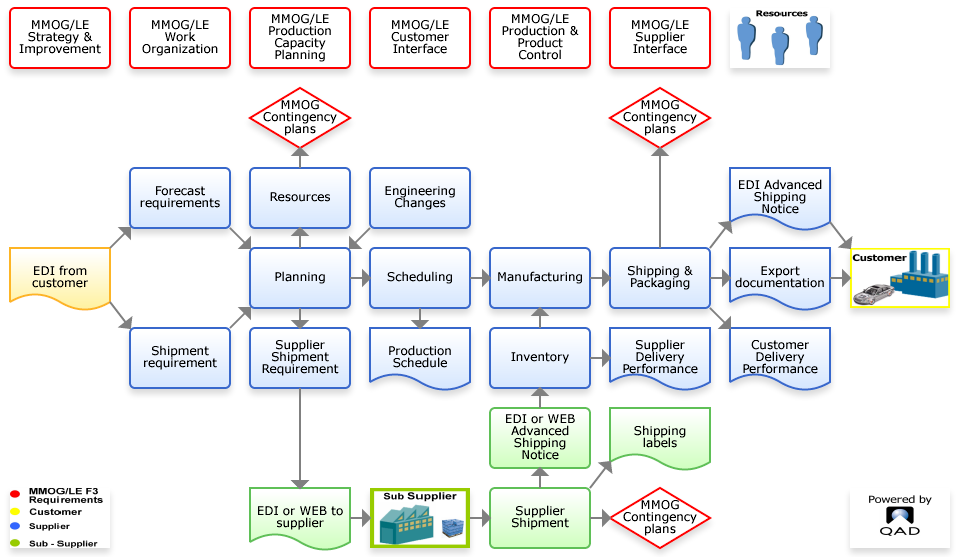 MMOG/LE
Strategy &
Improvement
MMOG/LE
Work
Organization
MMOG/LE
Production
Capacity
Planning
MMOG/LE
Customer
Interface
MMOG/LE
Production &
Product
Control
MMOG/LE
Supplier
Interface
Resources
MMOG
Contingency
plans
MMOG
Contingency
plans
Forecast
requirements
Resources
Engineering
Changes
EDI Advanced
Shipping
Notice
EDI from
customer
Planning
Scheduling
Manufacturing
Shipping &
Packaging
Export
documentation
Customer
Shipment
requirement
Supplier
Shipment
Requirement
Production
Schedule
Inventory
Supplier
Delivery
Performance
Customer
Delivery
Performance
EDI or WEB
Advanced
Shipping
Notice
Shipping
labels
MMOG/LE F3
Requirements
Customer
Supplier
Sub - Supplier
EDI or WEB to
supplier
Sub Supplier
Supplier
Shipment
MMOG
Contingency
plans
Powered by
QAD